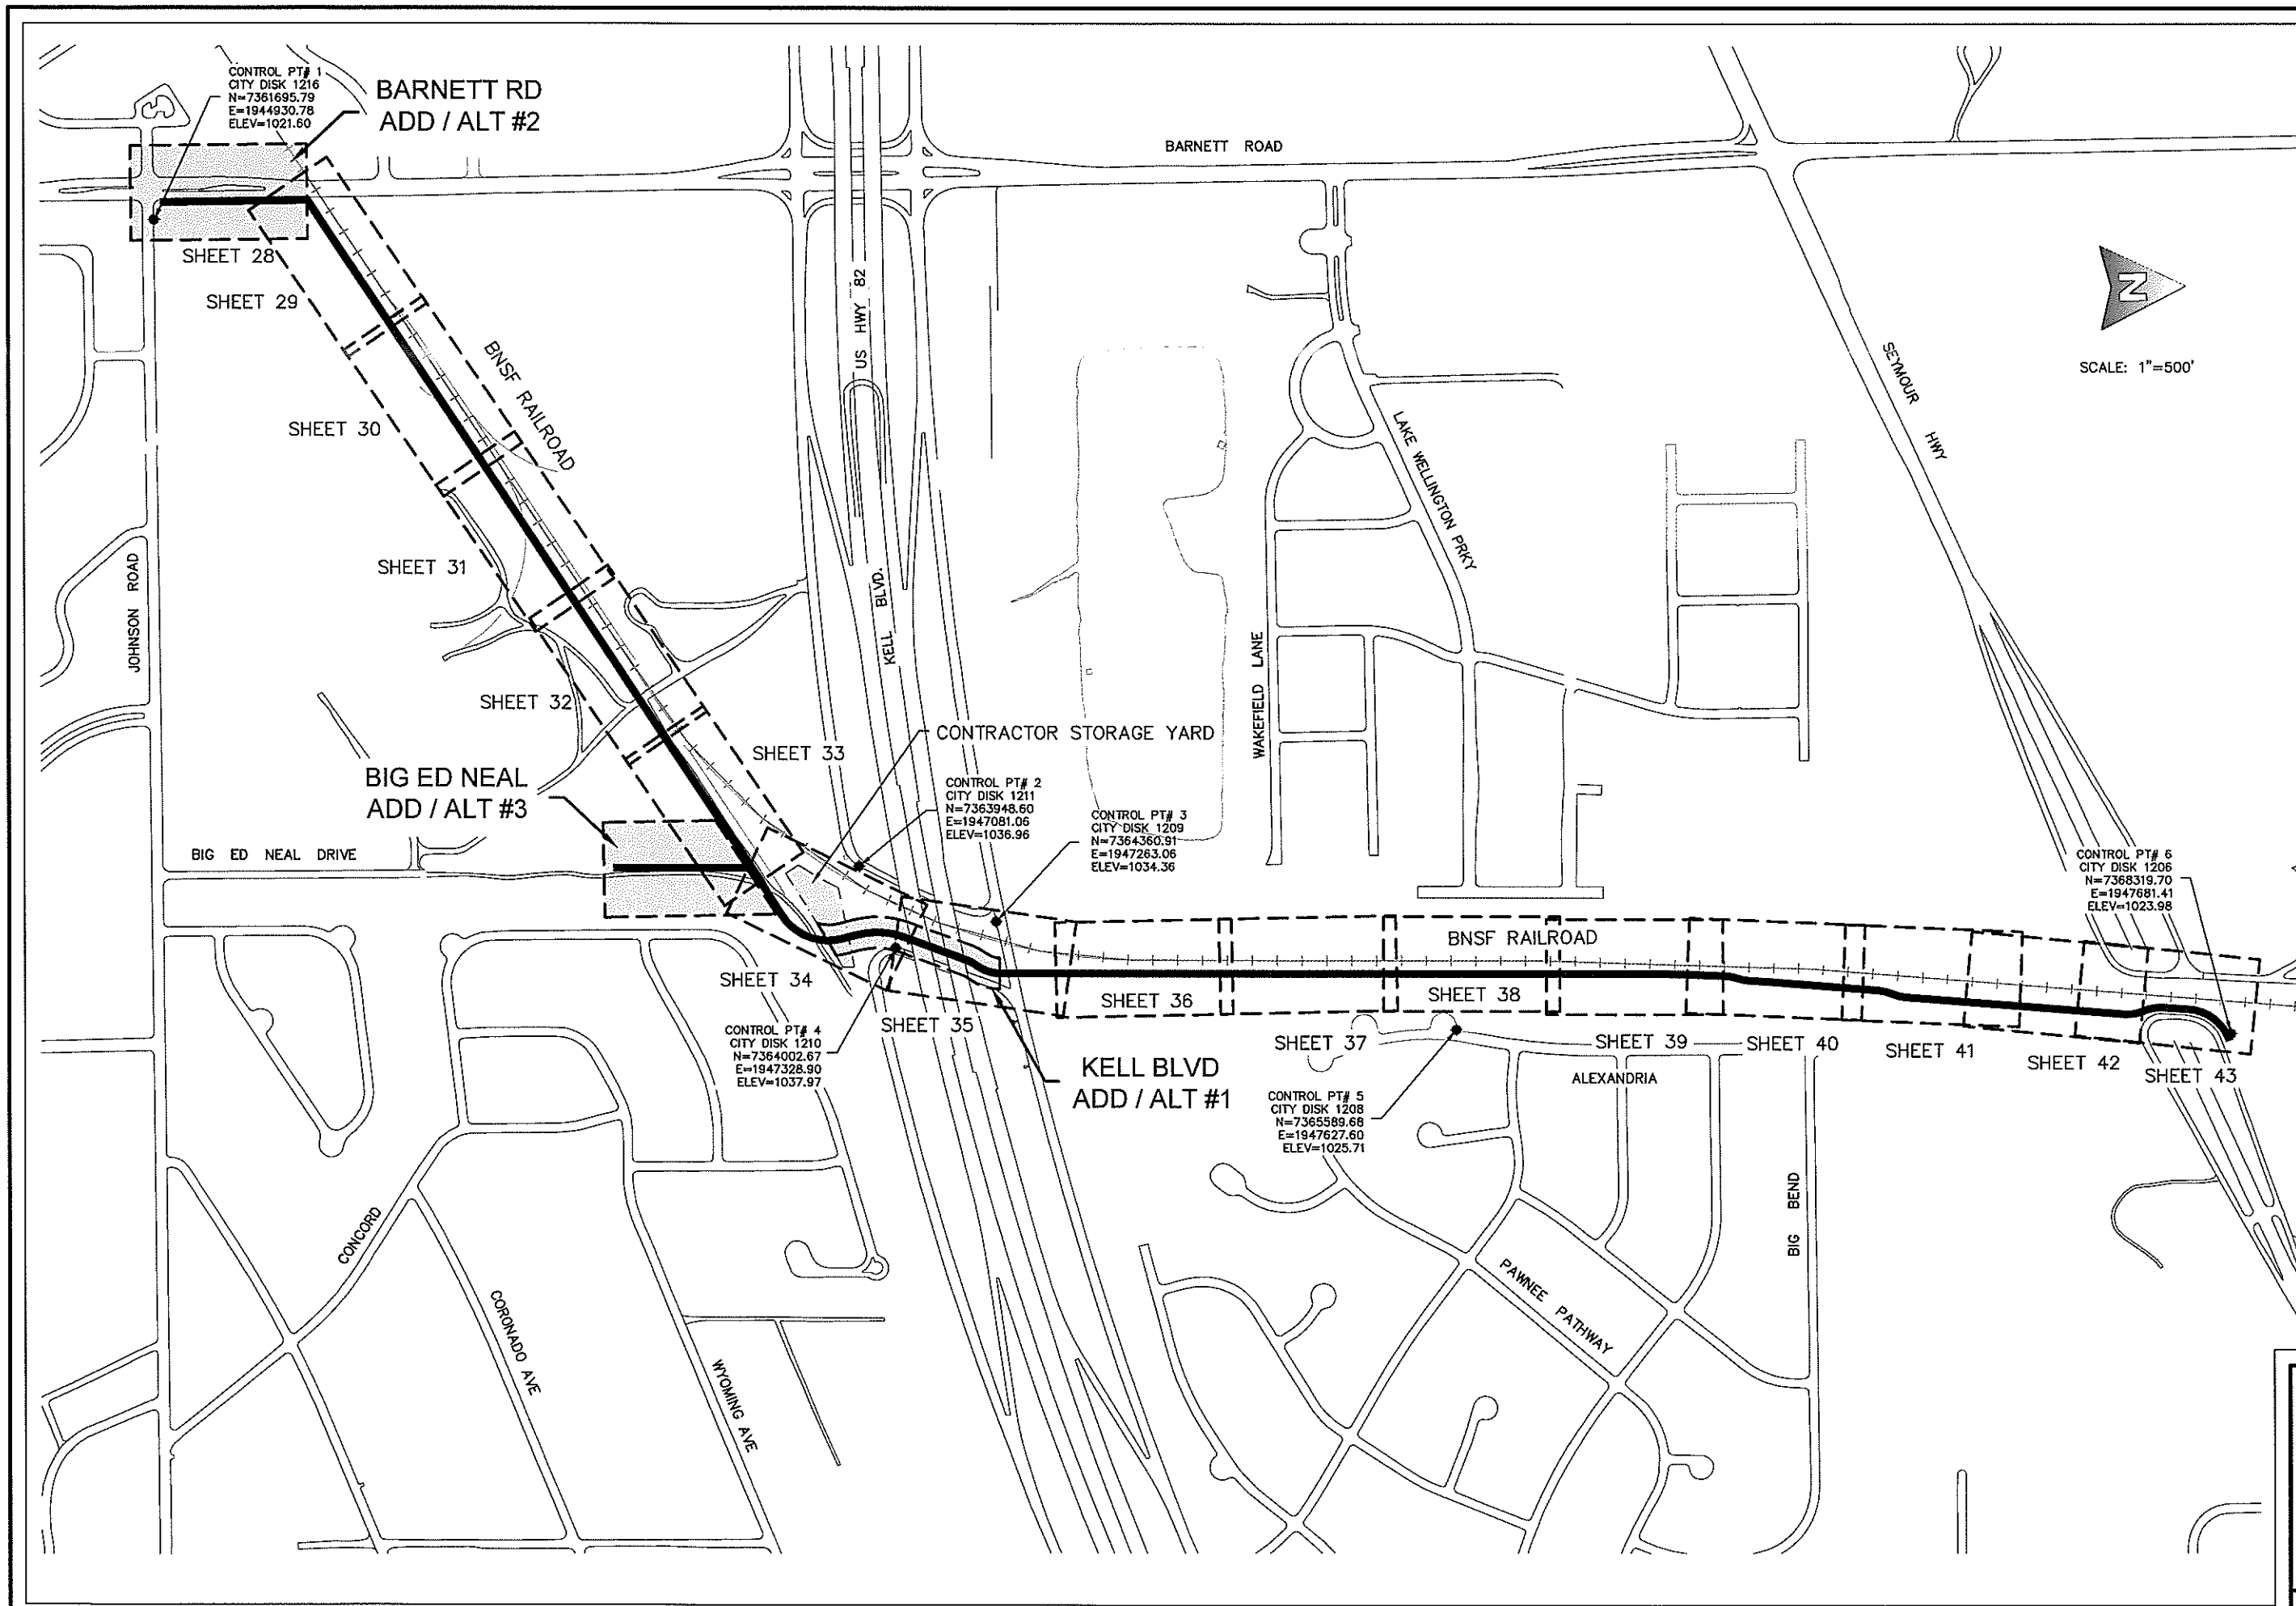 CONTROL PT# 1
CITY DISK 1216
N=7361695.79
E=1944930.78
ELEV=1021.60
BARNETT RD
ADD / ALT #2
BARNETT ROAD
SHEET 28
SHEET 29
US HWY 82
N
SCALE: 1"=500'
BNSF RAILROAD
SEYMOUR HWY
SHEET 30
LAKE WELLINGTON PRKY
SHEET 31
JOHNSON ROAD
KELL BLVD.
WAKEFIELD LANE
SHEET 32
SHEET 33
CONTRACTOR STORAGE YARD
BIG ED NEAL
ADD / ALT #3
CONTROL PT# 2
CITY DISK 1211
N=7363948.60
E=1947081.06
ELEV=1036.96
CONTROL PT# 3
CITY DISK 1209
N=7364360.91
E=1947263.06
ELEV=1034.36
BIG ED NEAL DRIVE
CONTROL PT# 6
CITY DISK 1206
N=7368319.70
E=1947681.41
ELEV=1023.98
BNSF RAILROAD
SHEET 34
SHEET 36
SHEET 38
SHEET 35
CONTROL PT# 4
CITY DISK 1210
N=7364002.67
E=1947328.90
ELEV=1037.97
SHEET 37
SHEET 39
SHEET 40
SHEET 41
SHEET 42
SHEET 43
KELL BLVD
ADD / ALT #1
ALEXANDRIA
CONTROL PT# 5
CITY DISK 1208
N=7365589.68
E=1947627.60
ELEV=1025.71
BIG BEND
CONCORD
PAWNEE PATHWAY
CORONADO AVE
WYOMING AVE